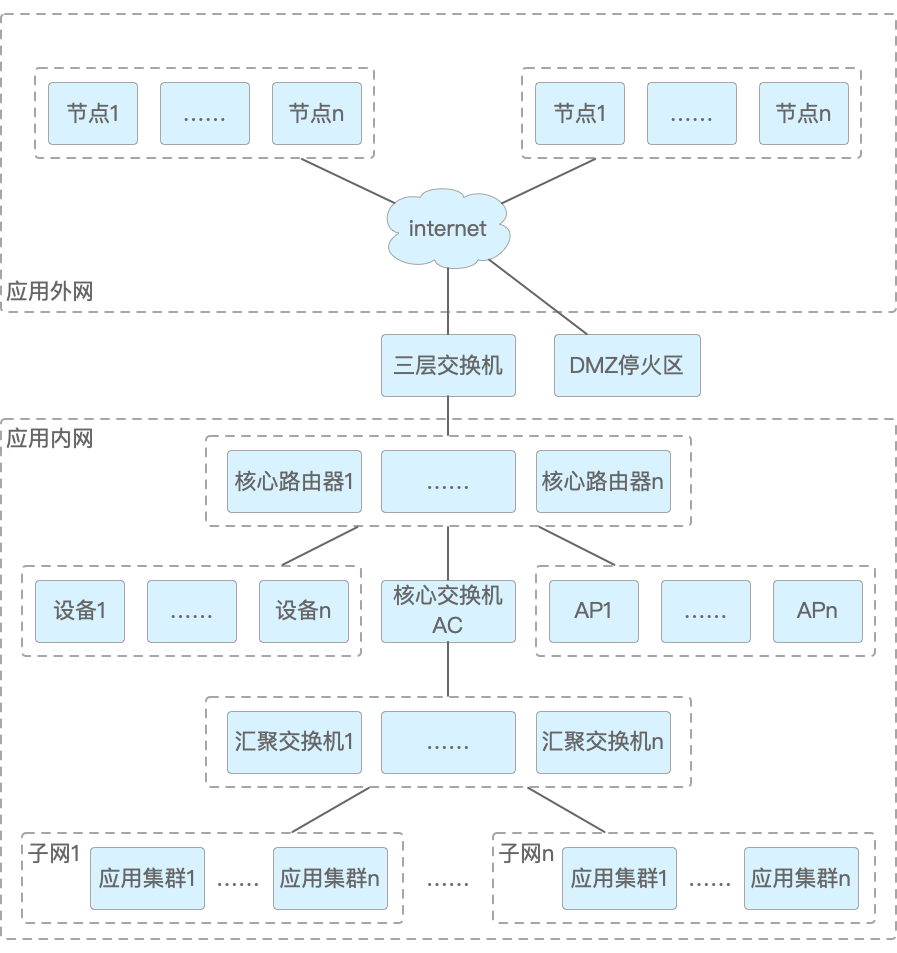 节点1
……
节点n
节点1
……
节点n
internet
应用外网
三层交换机
DMZ停火区
应用内网
核心路由器1
……
核心路由器n
设备1
……
设备n
核心交换机
AC
AP1
……
APn
汇聚交换机1
……
汇聚交换机n
子网1
应用集群1
……
应用集群n
……
子网n
应用集群1
……
应用集群n